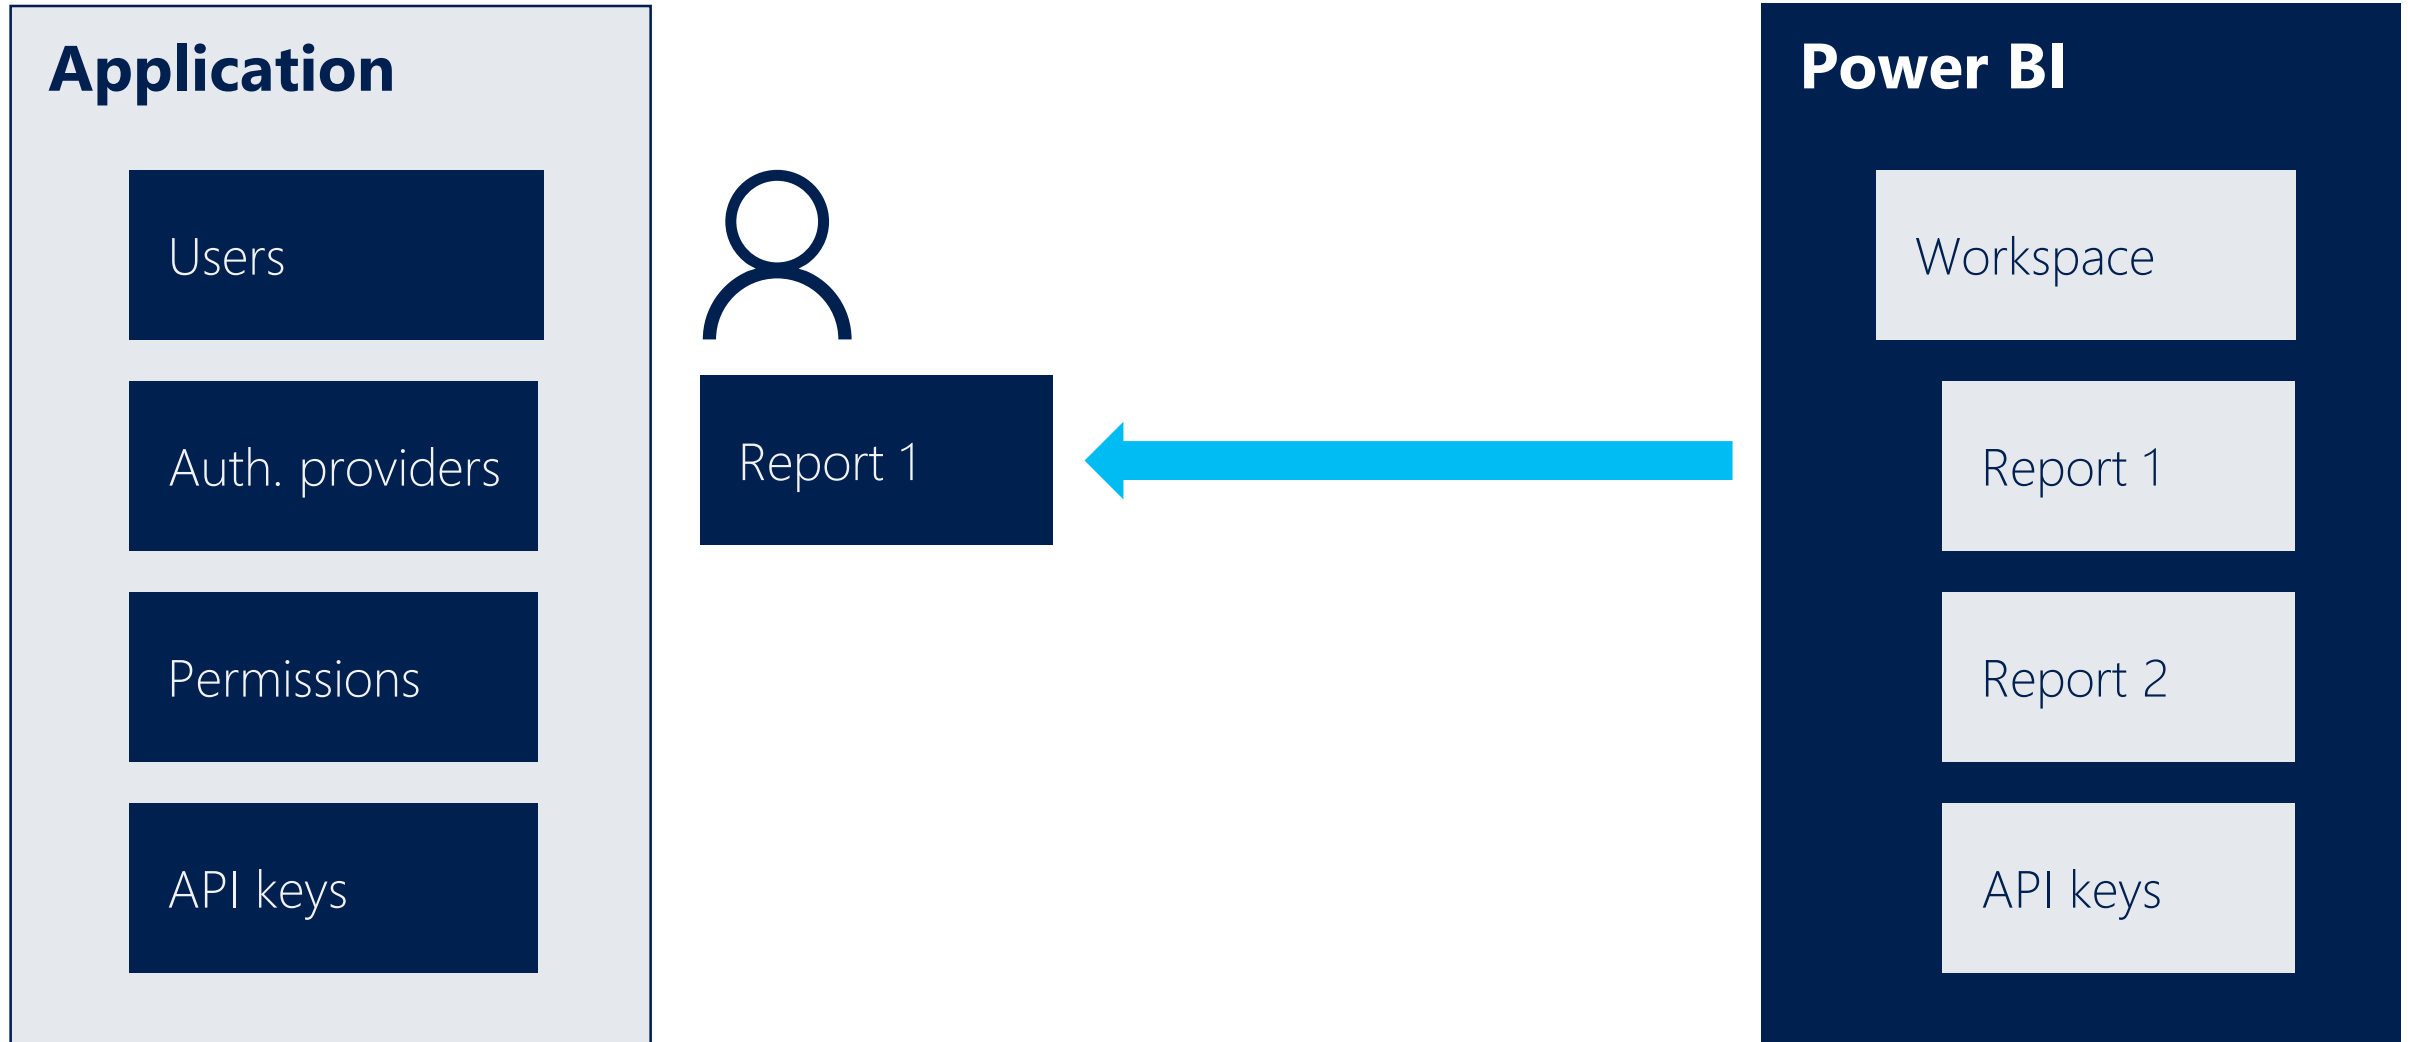 Application
Users
Auth. providers
Permissions
API keys
Report 1
Power BI
Workspace
Report 1
Report 2
API keys